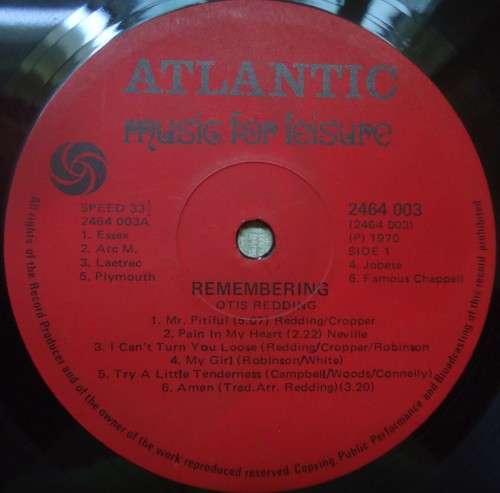 ATLANTIC
music for leisure
SPEED 33⅓
2464 003A
1. Essex
2. Arc M.
3. Laetrec
5. Plymouth
2464 003
(2464 003)
(P) 1970
SIDE 1
4. Jobete
6. Famous Chappell
REMEMBERING
OTIS REDDING
1. Mr. Pitiful (5.07) Redding/Cropper
2. Pain In My Heart (2.22) Neville
3. I Can't Turn You Loose (Redding/Cropper/Robinson
4. My Girl (Robinson/White)
5. Try A Little Tenderness (Campbell/Woods/Connelly)
6. Amen (Trad.Arr. Redding)(3.20)
All rights of the Record Producer and of the owner of the work reproduced reserved. Copying, Public Performance and Broadcasting of this record prohibited